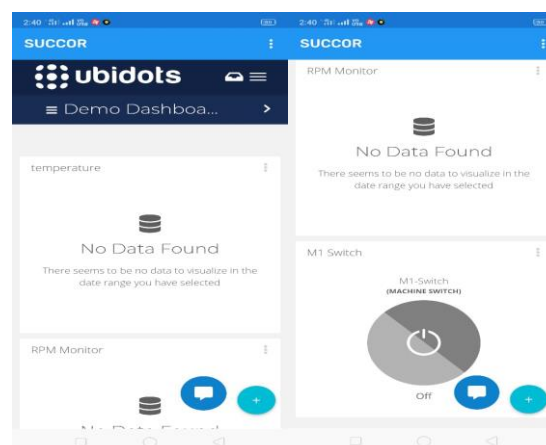 2:40
SUCCOR
ubidots
Demo Dashboa...
temperature
No Data Found
There seems to be no data to visualize in the
date range you have selected
RPM Monitor
2:40
SUCCOR
RPM Monitor
No Data Found
There seems to be no data to visualize in the
date range you have selected
M1 Switch
M1-Switch
(MACHINE SWITCH)
Off